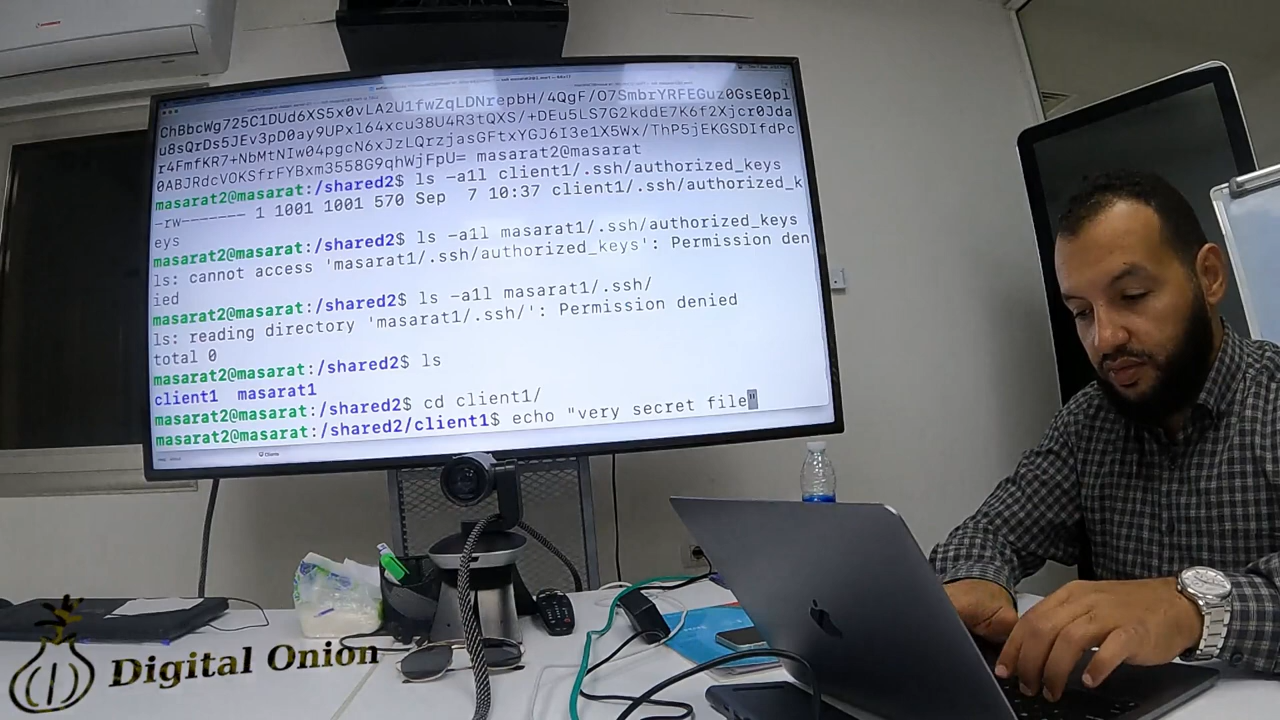 ChBbcWg725C1DUd6XS5x0vLA2U1fwZqLDNrepbH/4QgF/O7SmbrYRFEGuz0GsE0pl
u8sQrDs5JEv3pD0ay9UPxl64xcu38U4R3tQXS/+DEu5LS7G2kddE7K6f2Xjcr0Jda
r4FmfKR7+NbMtNIw04pgcN6xJzLQrzjasGFtxYGJ6I3e1X5Wx/ThP5jEKGSDIfdPc
0ABJRdcVOKSfrFYBxm3558G9qhWjFpU= masarat2@masarat
masarat2@masarat:/shared2$ ls -a1l client1/.ssh/authorized_keys
-rw------- 1 1001 1001 570 Sep 7 10:37 client1/.ssh/authorized_k
eys
masarat2@masarat:/shared2$ ls -a1l masarat1/.ssh/authorized_keys
ls: cannot access 'masarat1/.ssh/authorized_keys': Permission den
ied
masarat2@masarat:/shared2$ ls -a1l masarat1/.ssh/
ls: reading directory 'masarat1/.ssh/': Permission denied
total 0
masarat2@masarat:/shared2$ ls
client1 masarat1
masarat2@masarat:/shared2$ cd client1/
masarat2@masarat:/shared2/client1$ echo "very secret file"
Digital Onion